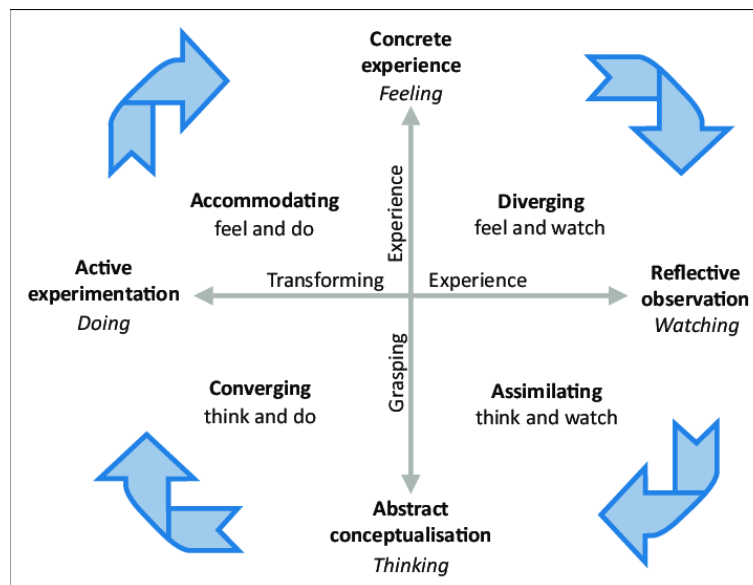 Concrete
experience
Feeling
Accommodating
feel and do
Experience
Diverging
feel and watch
Active
experimentation
Doing
Transforming
Experience
Reflective
observation
Watching
Converging
think and do
Grasping
Assimilating
think and watch
Abstract
conceptualisation
Thinking